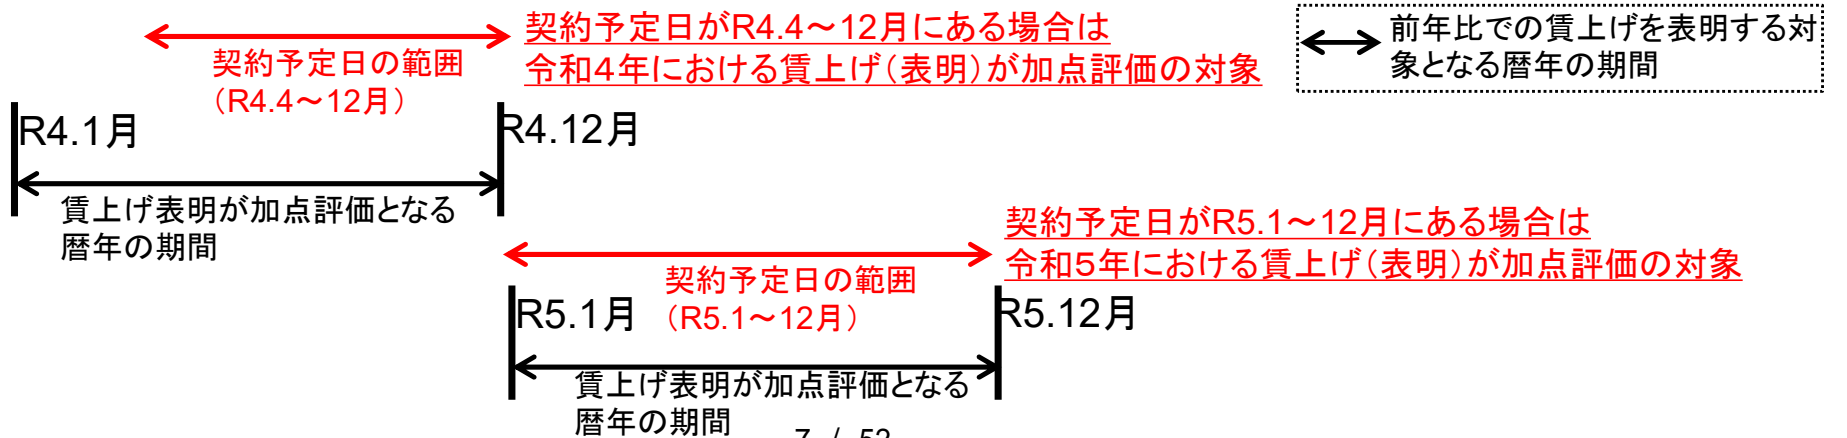 契約予定日がR4.4～12月にある場合は
令和４年における賃上げ（表明）が加点評価の対象
前年比での賃上げを表明する対
象となる暦年の期間
契約予定日の範囲
（R4.4～12月）
R4.1月
R4.12月
賃上げ表明が加点評価となる
暦年の期間
契約予定日がR5.1～12月にある場合は
令和５年における賃上げ（表明）が加点評価の対象
契約予定日の範囲
（R5.1～12月）
R5.1月
R5.12月
賃上げ表明が加点評価となる
暦年の期間
7 / 52